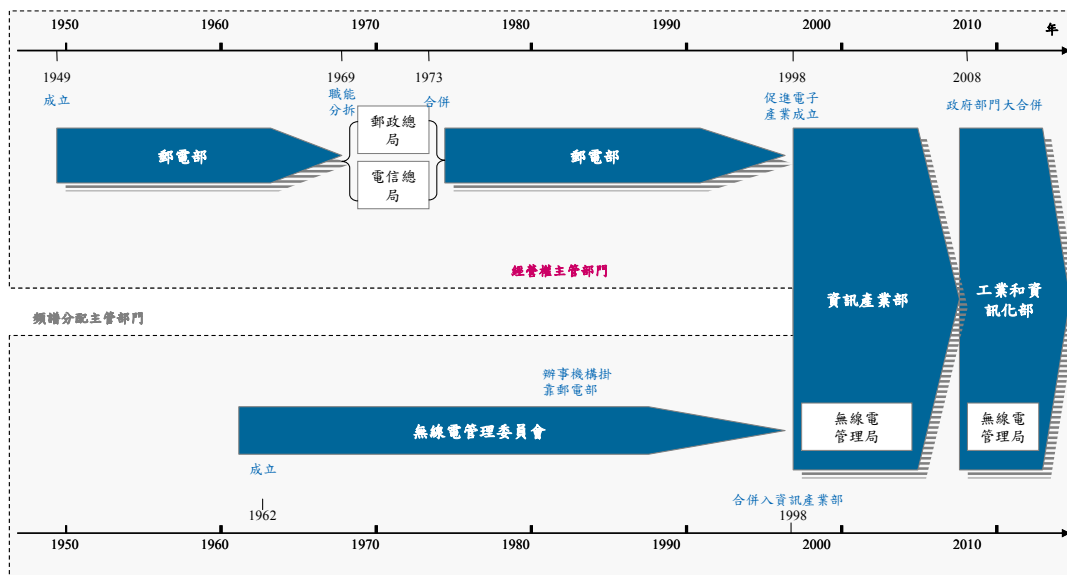 1950 1960 1970 1980 1990 2000 2010
年
1949 1969 1973 1998 2008
成立
職能
分拆
合併
促進電子
產業成立
政府部門大合併
郵電部
郵政總
局
電信總
局
郵電部
經營權主管部門
資訊產業部
工業和資
訊化部
頻譜分配主管部門
辦事機構掛
靠郵電部
無線電管理委員會
無線電
管理局
無線電
管理局
成立
合併入資訊產業部
1962 1998
1950 1960 1970 1980 1990 2000 2010